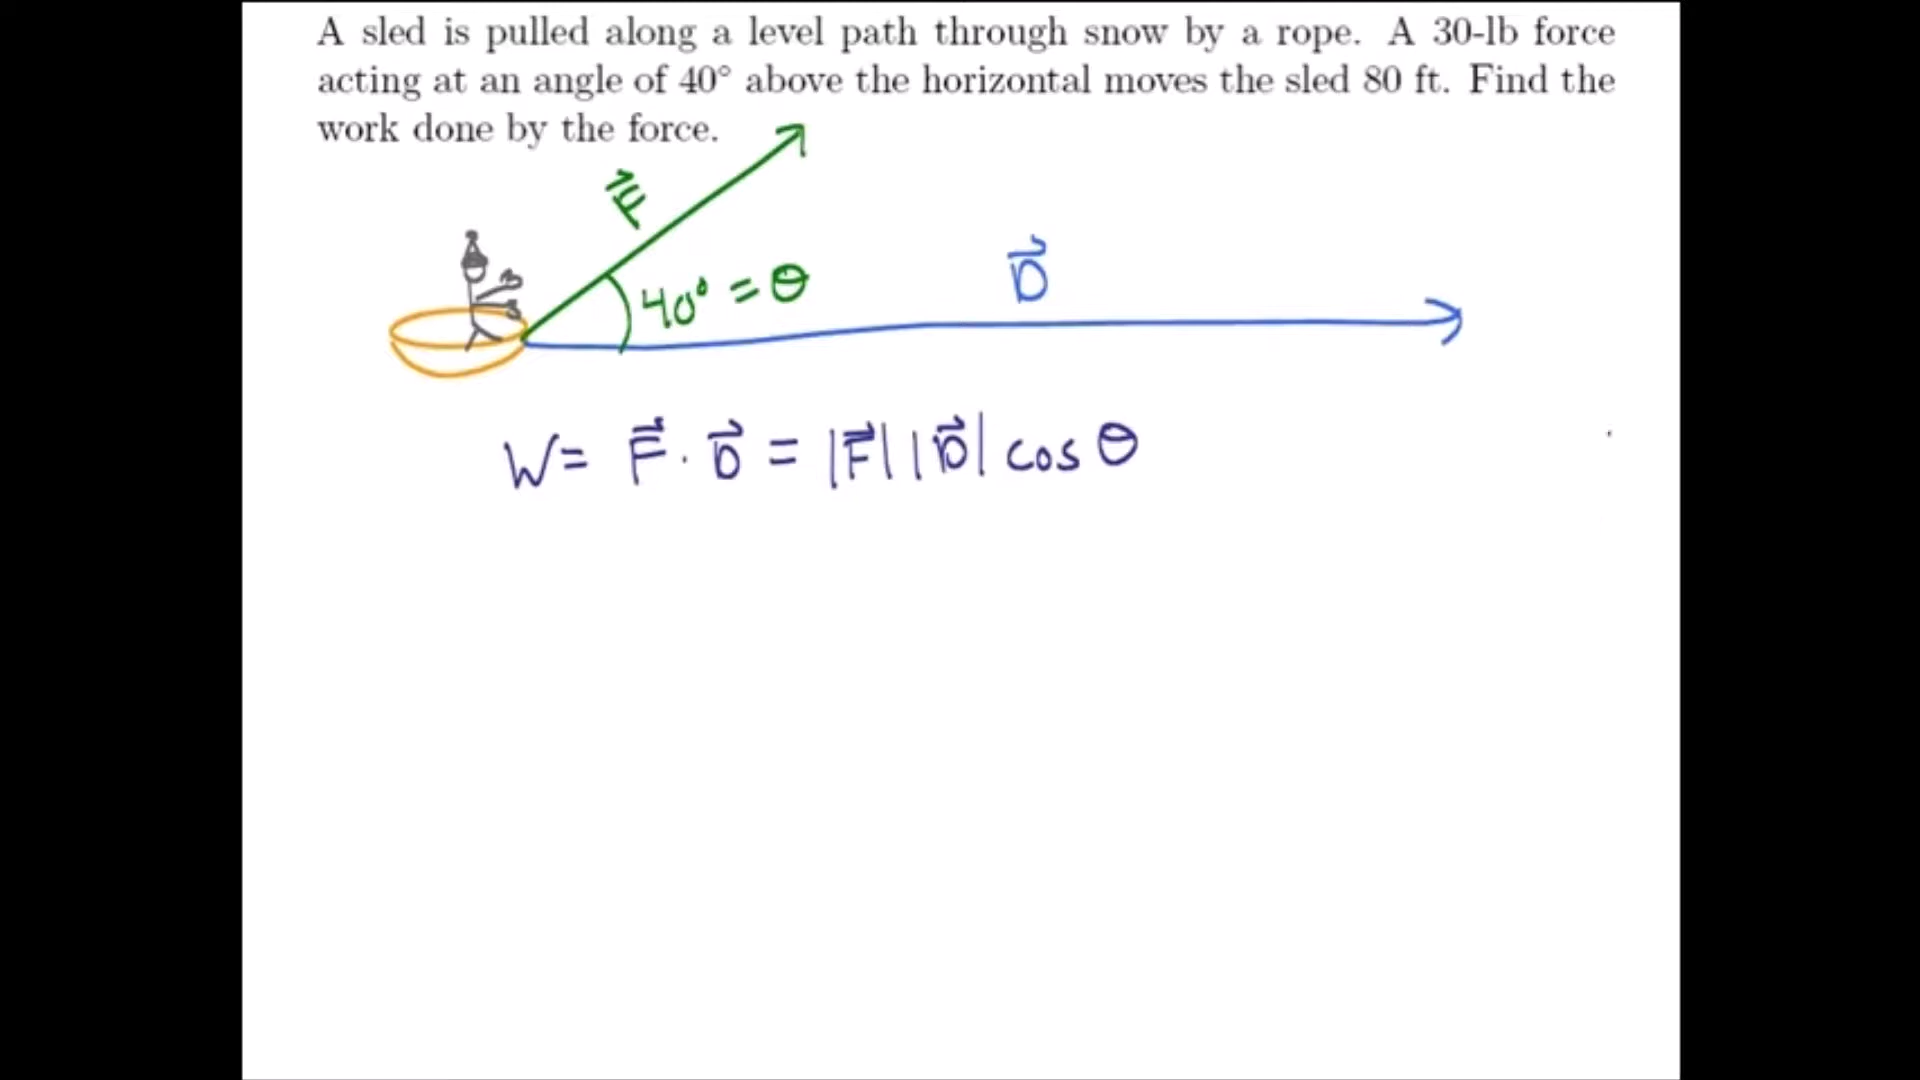 A sled is pulled along a level path through snow by a rope. A 30-lb force
acting at an angle of 40° above the horizontal moves the sled 80 ft. Find the
work done by the force.
F⃗
40° = θ
D⃗
W = F⃗ · D⃗ = |F⃗| |D⃗| cos θ